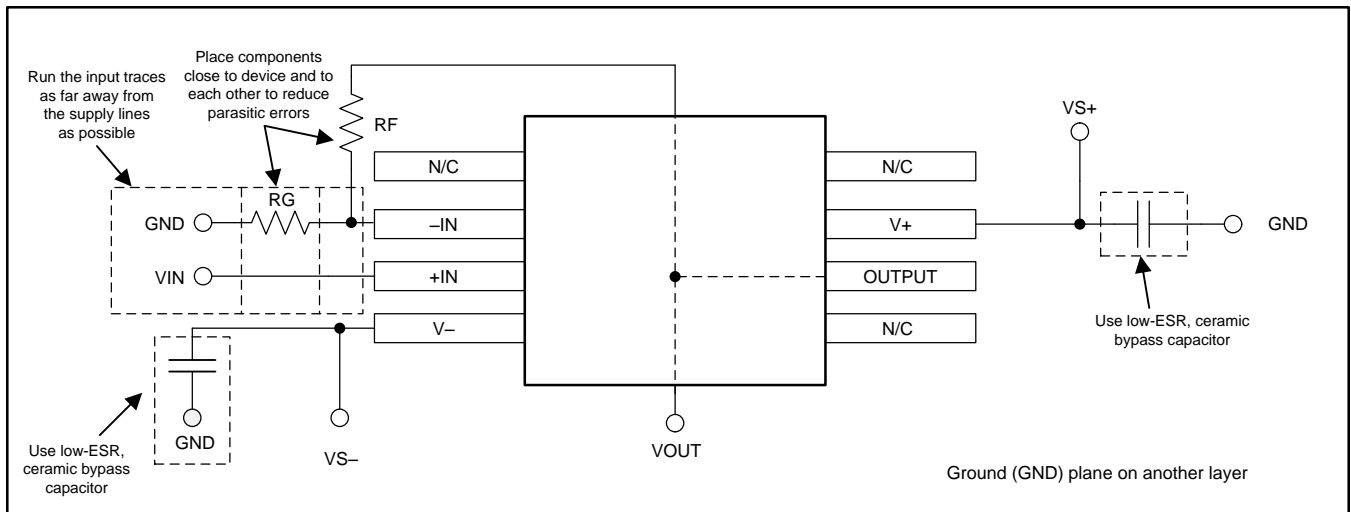 Run the input traces
as far away from
the supply lines
as possible
Place components
close to device and to
each other to reduce
parasitic errors
RF
VS+
N/C
N/C
RG
GND
–IN
V+
GND
VIN
+IN
OUTPUT
V–
N/C
Use low-ESR, ceramic
bypass capacitor
GND
Use low-ESR,
ceramic bypass
capacitor
VS–
VOUT
Ground (GND) plane on another layer